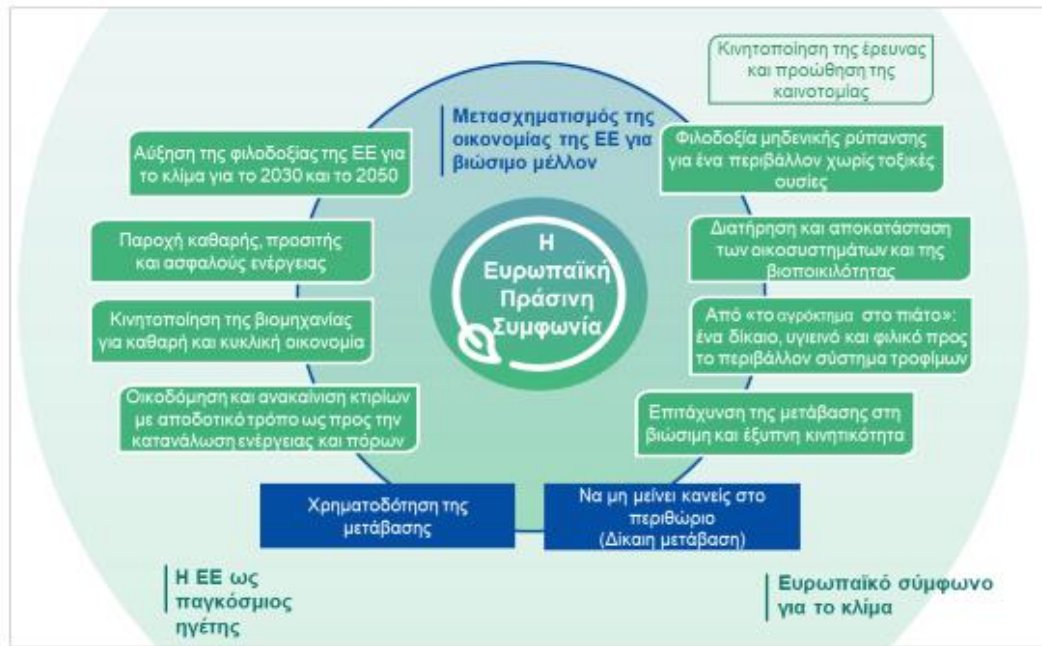 Κινητοποίηση της έρευνας
και προώθηση της
καινοτομίας
Μετασχηματισμός της
οικονομίας της ΕΕ για
βιώσιμο μέλλον
Αύξηση της φιλοδοξίας της ΕΕ για
το κλίμα για το 2030 και το 2050
Φιλοδοξία μηδενικής ρύπανσης
για ένα περιβάλλον χωρίς τοξικές
ουσίες
Παροχή καθαρής, προσιτής
και ασφαλούς ενέργειας
Διατήρηση και αποκατάσταση
των οικοσυστημάτων και της
βιοποικιλότητας
Η
Ευρωπαϊκή
Πράσινη
Συμφωνία
Κινητοποίηση της βιομηχανίας
για καθαρή και κυκλική οικονομία
Από «το αγρόκτημα στο πιάτο»:
ένα δίκαιο, υγιεινό και φιλικό προς
το περιβάλλον σύστημα τροφίμων
Οικοδόμηση και ανακαίνιση κτιρίων
με αποδοτικό τρόπο ως προς την
κατανάλωση ενέργειας και πόρων
Επιτάχυνση της μετάβασης στη
βιώσιμη και έξυπνη κινητικότητα
Χρηματοδότηση της
μετάβασης
Να μη μείνει κανείς στο
περιθώριο
(Δίκαιη μετάβαση)
Η ΕΕ ως
παγκόσμιος
ηγέτης
Ευρωπαϊκό σύμφωνο
για το κλίμα